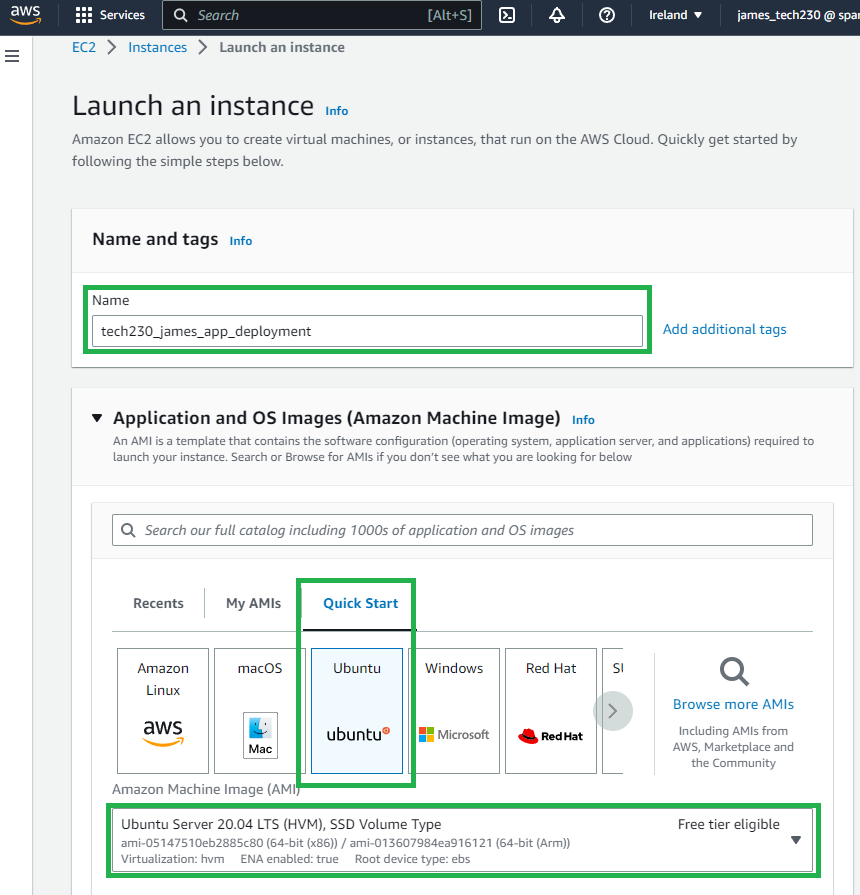 aws
Services
Search
[Alt+S]
Ireland
james_tech230 @ spar
EC2
Instances
Launch an instance
Launch an instance Info
Amazon EC2 allows you to create virtual machines, or instances, that run on the AWS Cloud. Quickly get started by
following the simple steps below.
Name and tags Info
Name
tech230_james_app_deployment
Add additional tags
Application and OS Images (Amazon Machine Image) Info
An AMI is a template that contains the software configuration (operating system, application server, and applications) required to
launch your instance. Search or Browse for AMIs if you don’t see what you are looking for below
Search our full catalog including 1000s of application and OS images
Recents
My AMIs
Quick Start
Amazon
Linux
aws
macOS
Mac
Ubuntu
ubuntu
Windows
Microsoft
Red Hat
Red Hat
Browse more AMIs
Including AMIs from
AWS, Marketplace and
the Community
Amazon Machine Image (AMI)
Ubuntu Server 20.04 LTS (HVM), SSD Volume Type
Free tier eligible
ami-05147510eb2885c80 (64-bit (x86)) / ami-013607984ea916121 (64-bit (Arm))
Virtualization: hvm ENA enabled: true Root device type: ebs